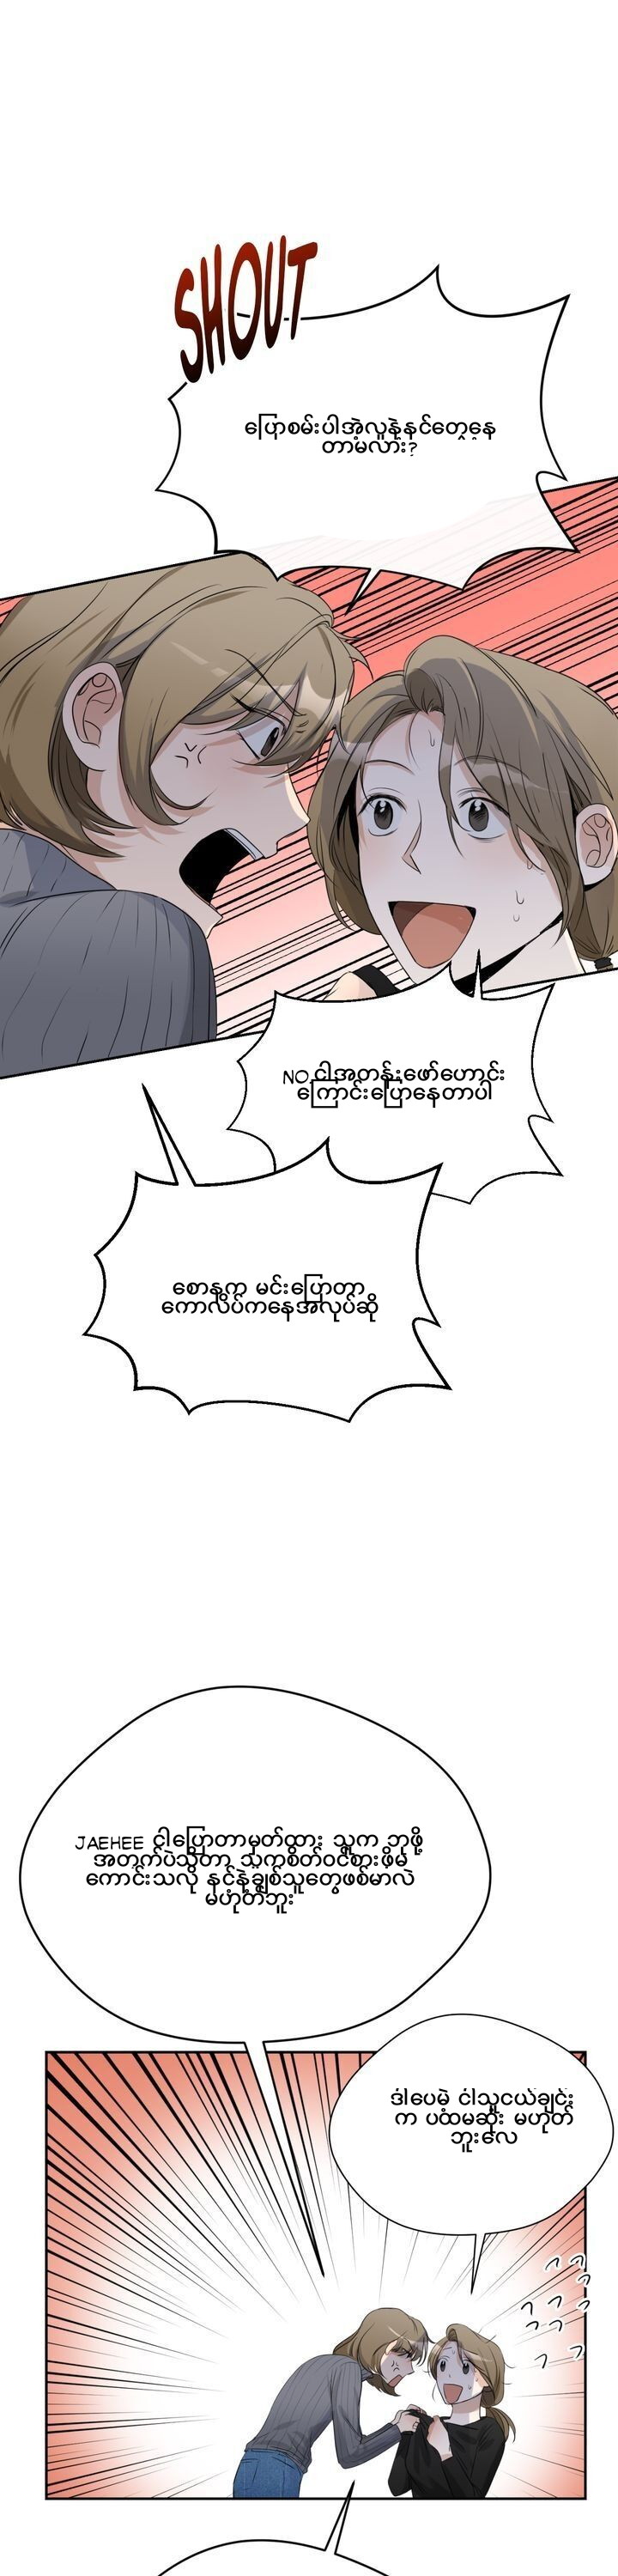 SHOUT
ပြောစမ်းပါအဲ့လူနဲ့နင်တွေ့နေ
တာမလား?
NO ငါအတန်းဖော်ဟောင်း
ကြောင်းပြောနေတာပါ
စောနက မင်းပြောတာ
ကောလိပ်ကနေအလုပ်ဆို
JAEHEE ငါပြောတာမှတ်ထား သူက ဘုဖို့
အတွက်ပဲသိတာ သူကစိတ်ဝင်စားဖို့မ
ကောင်းသလို နင်နဲ့ချစ်သူတွေဖစ်မာလဲ
မဟုတ်ဘူး
ဒါပေမဲ့ ငါ့သူငယ်ချင်း
က ပထမဆုံး မဟုတ်
ဘူးလေ